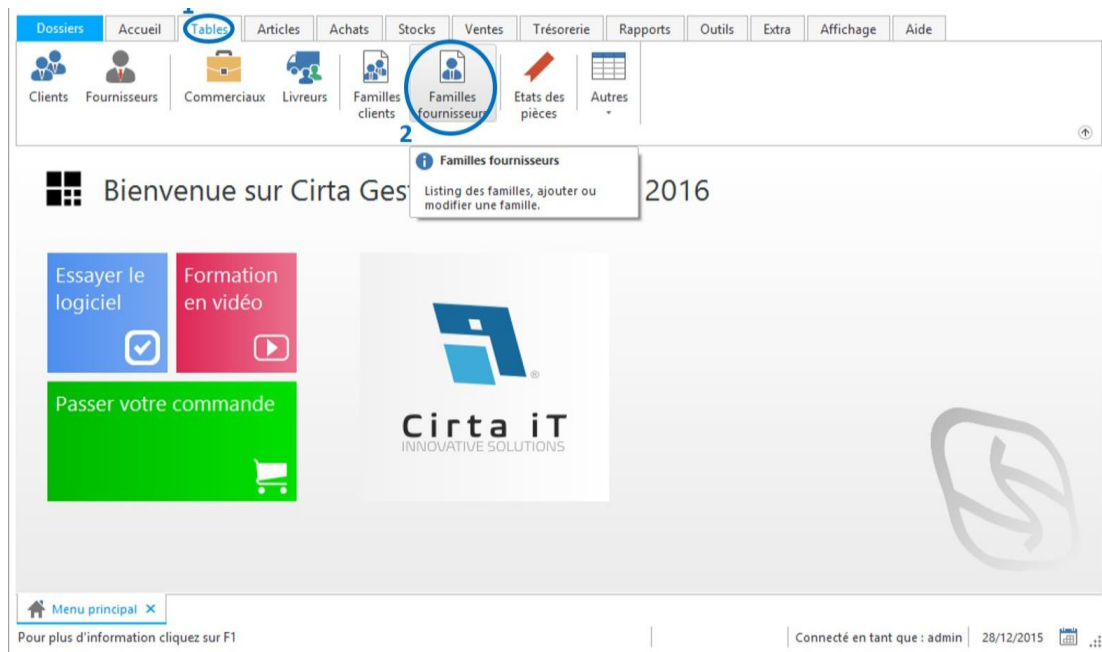 1
Dossiers Accueil Tables Articles Achats Stocks Ventes Trésorerie Rapports Outils Extra Affichage Aide
Clients Fournisseurs Commerciaux Livreurs Familles clients Familles fournisseurs Etats des pièces Autres
2
Familles fournisseurs
Listing des familles, ajouter ou
modifier une famille.
Bienvenue sur Cirta Ges 2016
Essayer le
logiciel
Formation
en vidéo
Passer votre commande
®
Cirta iT
INNOVATIVE SOLUTIONS
Menu principal
Pour plus d'information cliquez sur F1
Connecté en tant que : admin 28/12/2015